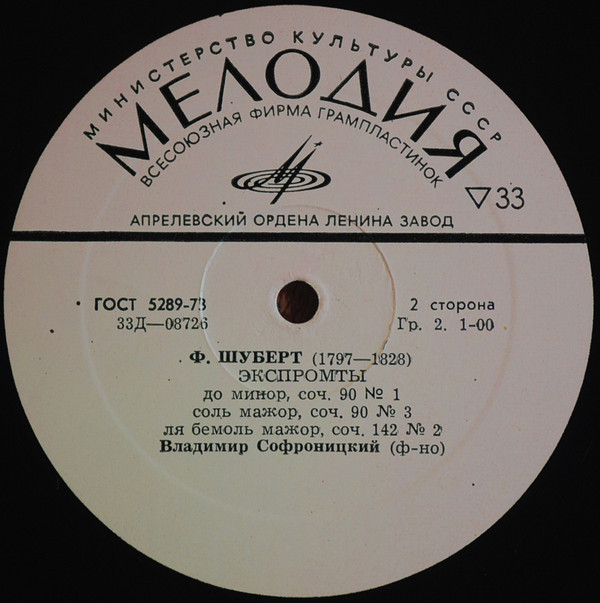 МИНИСТЕРСТВО КУЛЬТУРЫ СССР
МЕЛОДИЯ
ВСЕСОЮЗНАЯ ФИРМА ГРАМПЛАСТИНОК
33
АПРЕЛЕВСКИЙ ОРДЕНА ЛЕНИНА ЗАВОД
ГОСТ 5289-73 2 сторона
33Д—08726 Гр. 2. 1-00
Ф. ШУБЕРТ (1797—1828)
ЭКСПРОМТЫ
до минор, соч. 90 № 1
соль мажор, соч. 90 № 3
ля бемоль мажор, соч. 142 № 2
Владимир Софроницкий (ф-но)